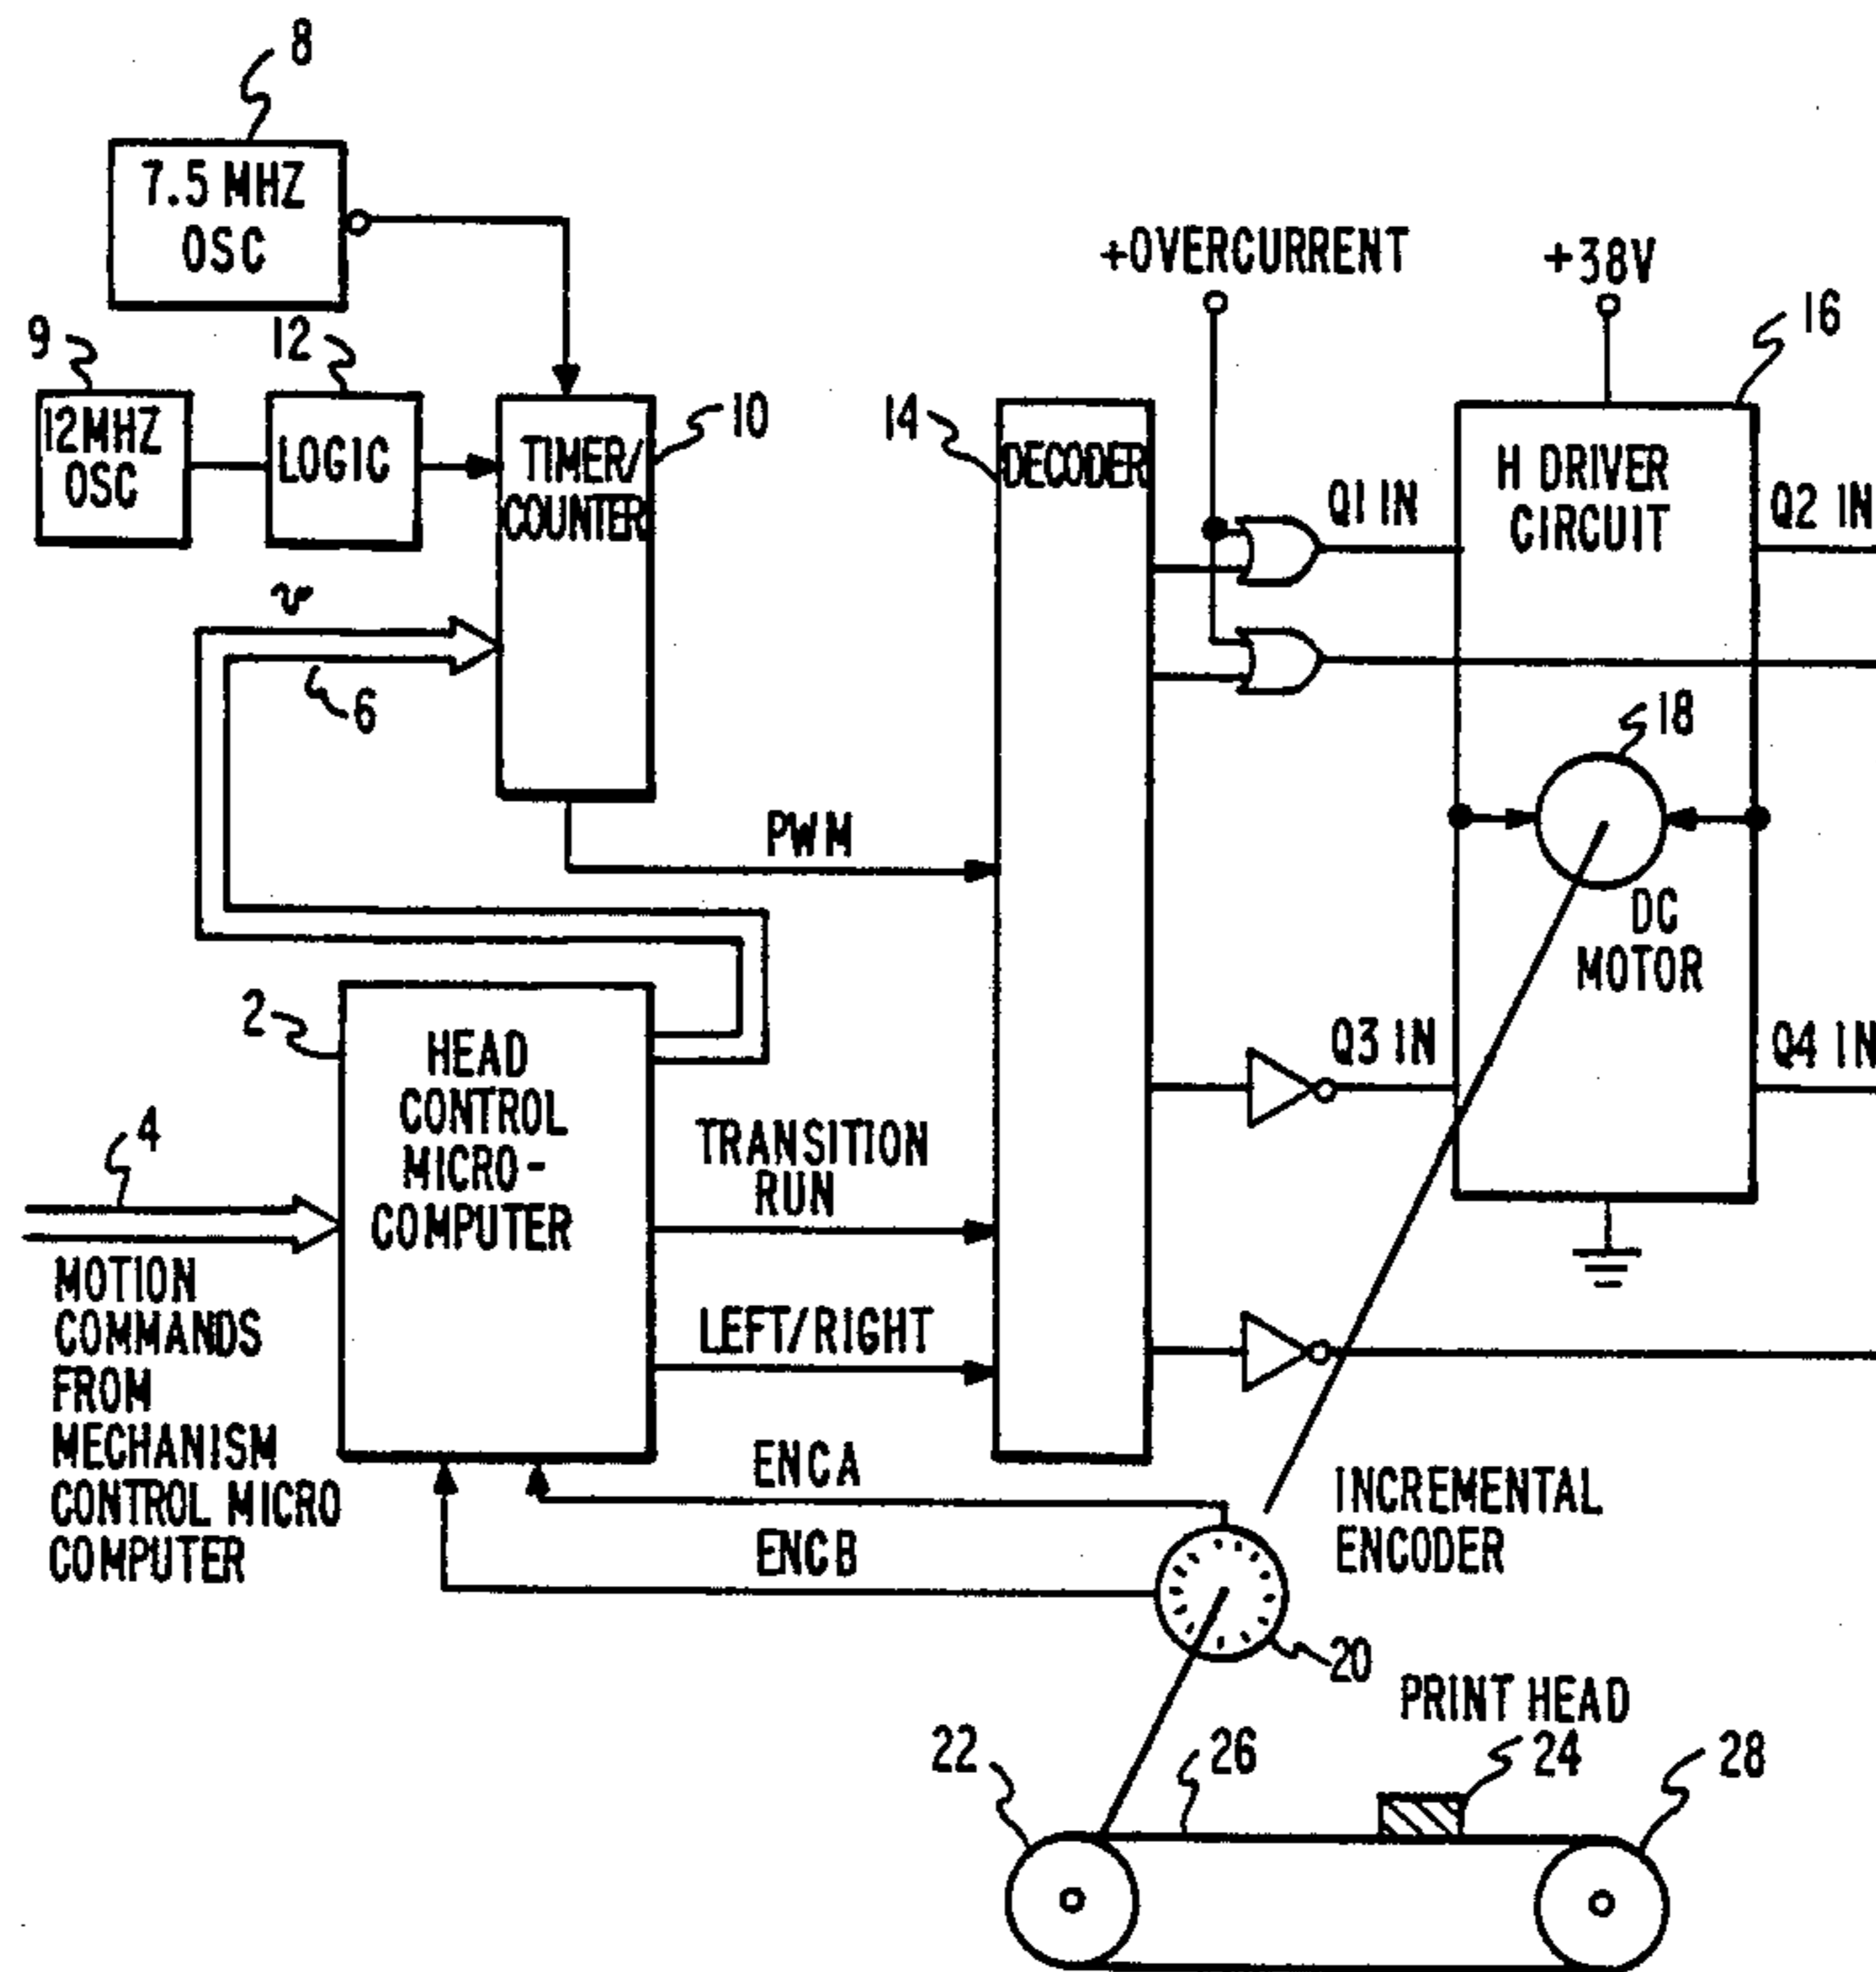 8
7.5 MHZ
OSC
9
12MHZ
OSC
12
LOGIC
TIMER/
COUNTER
10
v
6
PWM
14
DECODER
+OVERCURRENT
+38V
16
H DRIVER
CIRCUIT
Q1 IN
Q2 IN
18
DC
MOTOR
Q3 IN
Q4 IN
2
HEAD
CONTROL
MICRO-
COMPUTER
4
MOTION
COMMANDS
FROM
MECHANISM
CONTROL MICRO
COMPUTER
TRANSITION
RUN
LEFT/RIGHT
ENCA
ENCB
INCREMENTAL
ENCODER
20
PRINT HEAD
22
26
24
28